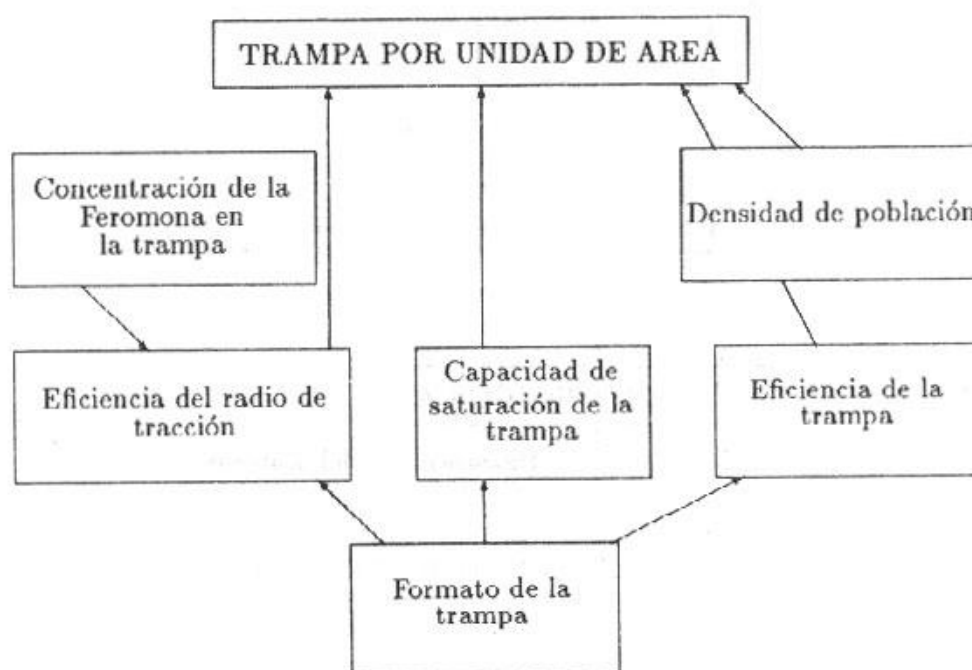 TRAMPA POR UNIDAD DE AREA
Concentración de la
Feromona en
la trampa
Densidad de población
Eficiencia del radio de
tracción
Capacidad de
saturación de la
trampa
Eficiencia de la
trampa
Formato de la
trampa